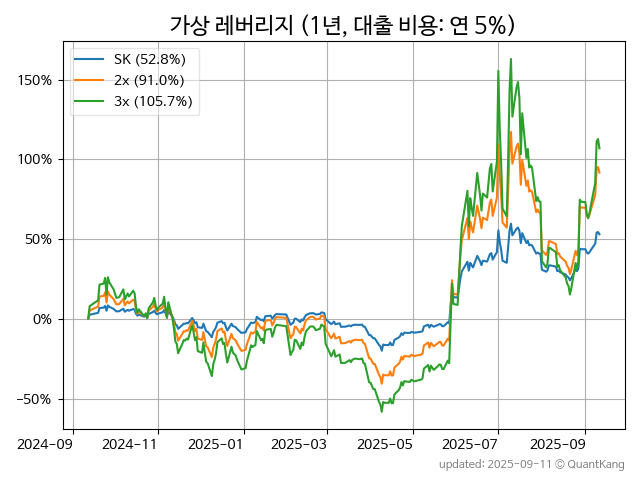 가상 레버리지 (1년, 대출 비용: 연 5%)
SK (52.8%)
2x (91.0%)
3x (105.7%)
150%
100%
50%
0%
−50%
2024-09
2024-11
2025-01
2025-03
2025-05
2025-07
2025-09
updated: 2025-09-11 © QuantKang